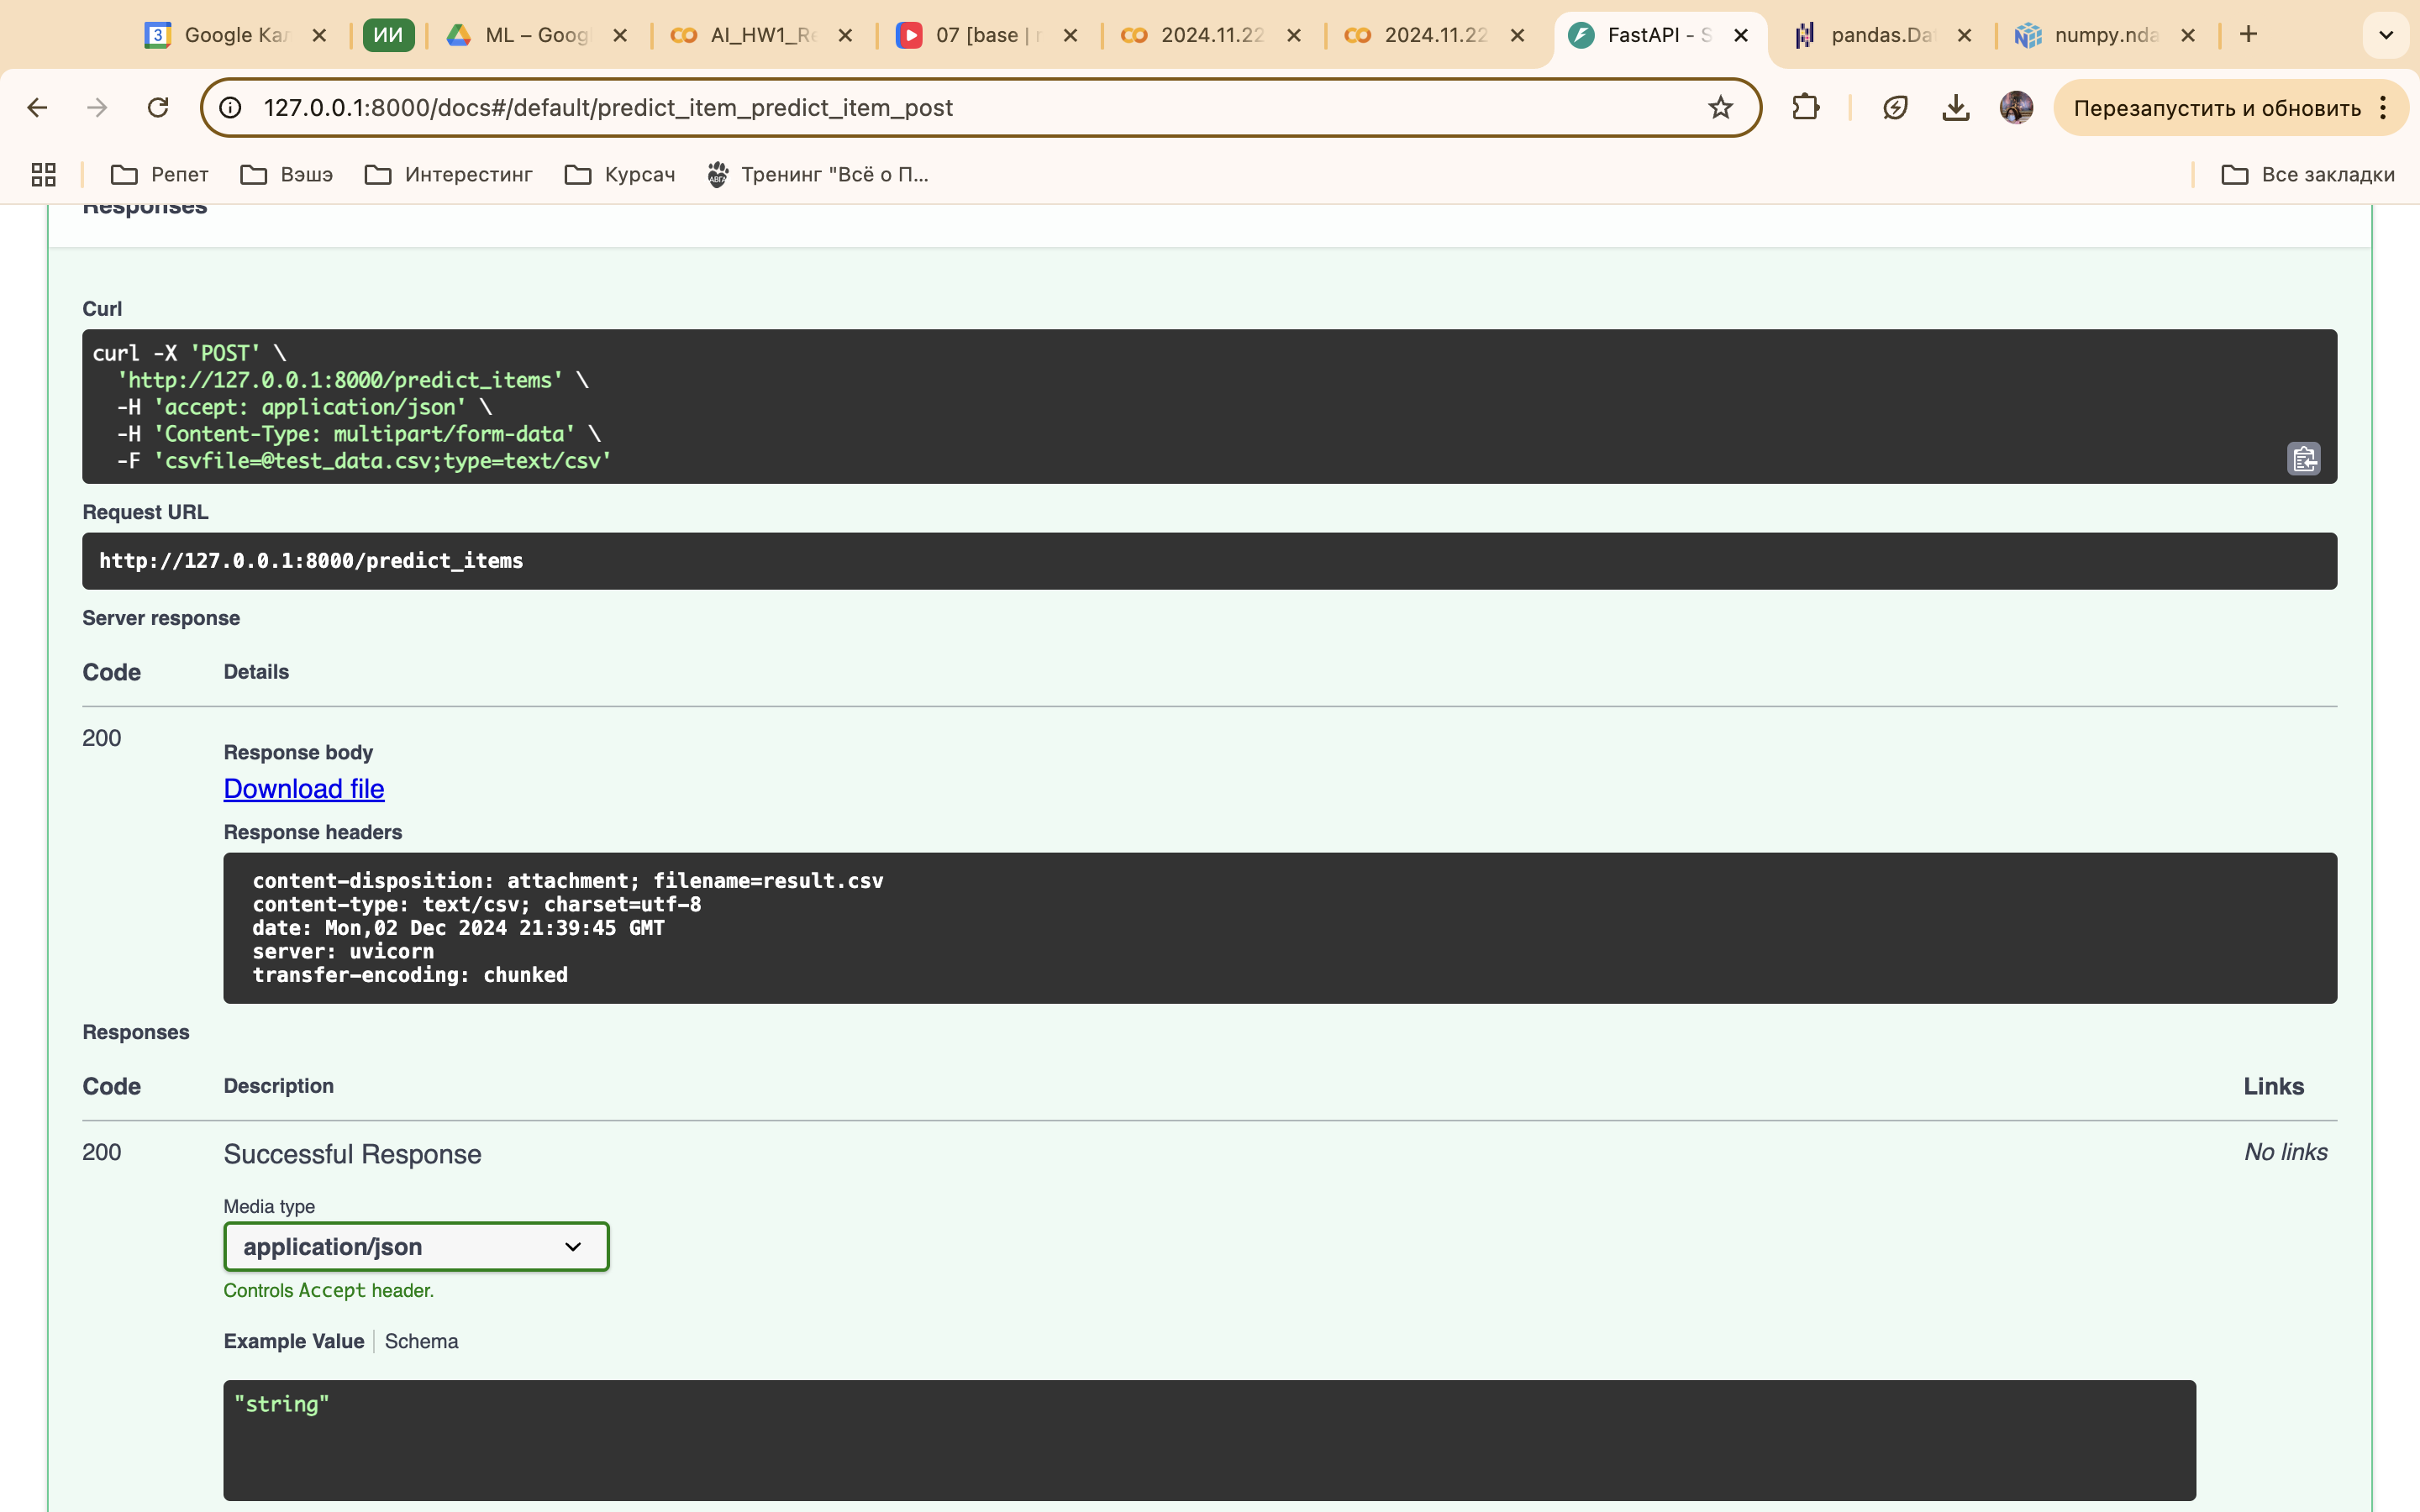 Google Ка
ИИ
ML – Goog
AI_HW1_Re
07 [base |
2024.11.22
2024.11.22
FastAPI - S
pandas.Da
numpy.nda
127.0.0.1:8000/docs#/default/predict_item_predict_item_post
Перезапустить и обновить
Репет
Вэшэ
Интерестинг
Курсач
Тренинг "Всё о П...
Все закладки
Responses
Curl
curl -X 'POST' \
'http://127.0.0.1:8000/predict_items' \
-H 'accept: application/json' \
-H 'Content-Type: multipart/form-data' \
-F 'csvfile=@test_data.csv;type=text/csv'
Request URL
http://127.0.0.1:8000/predict_items
Server response
Code Details
200
Response body
Download file
Response headers
content-disposition: attachment; filename=result.csv
content-type: text/csv; charset=utf-8
date: Mon,02 Dec 2024 21:39:45 GMT
server: uvicorn
transfer-encoding: chunked
Responses
Code Description Links
200 Successful Response No links
Media type
application/json
Controls Accept header.
Example Value Schema
"string"